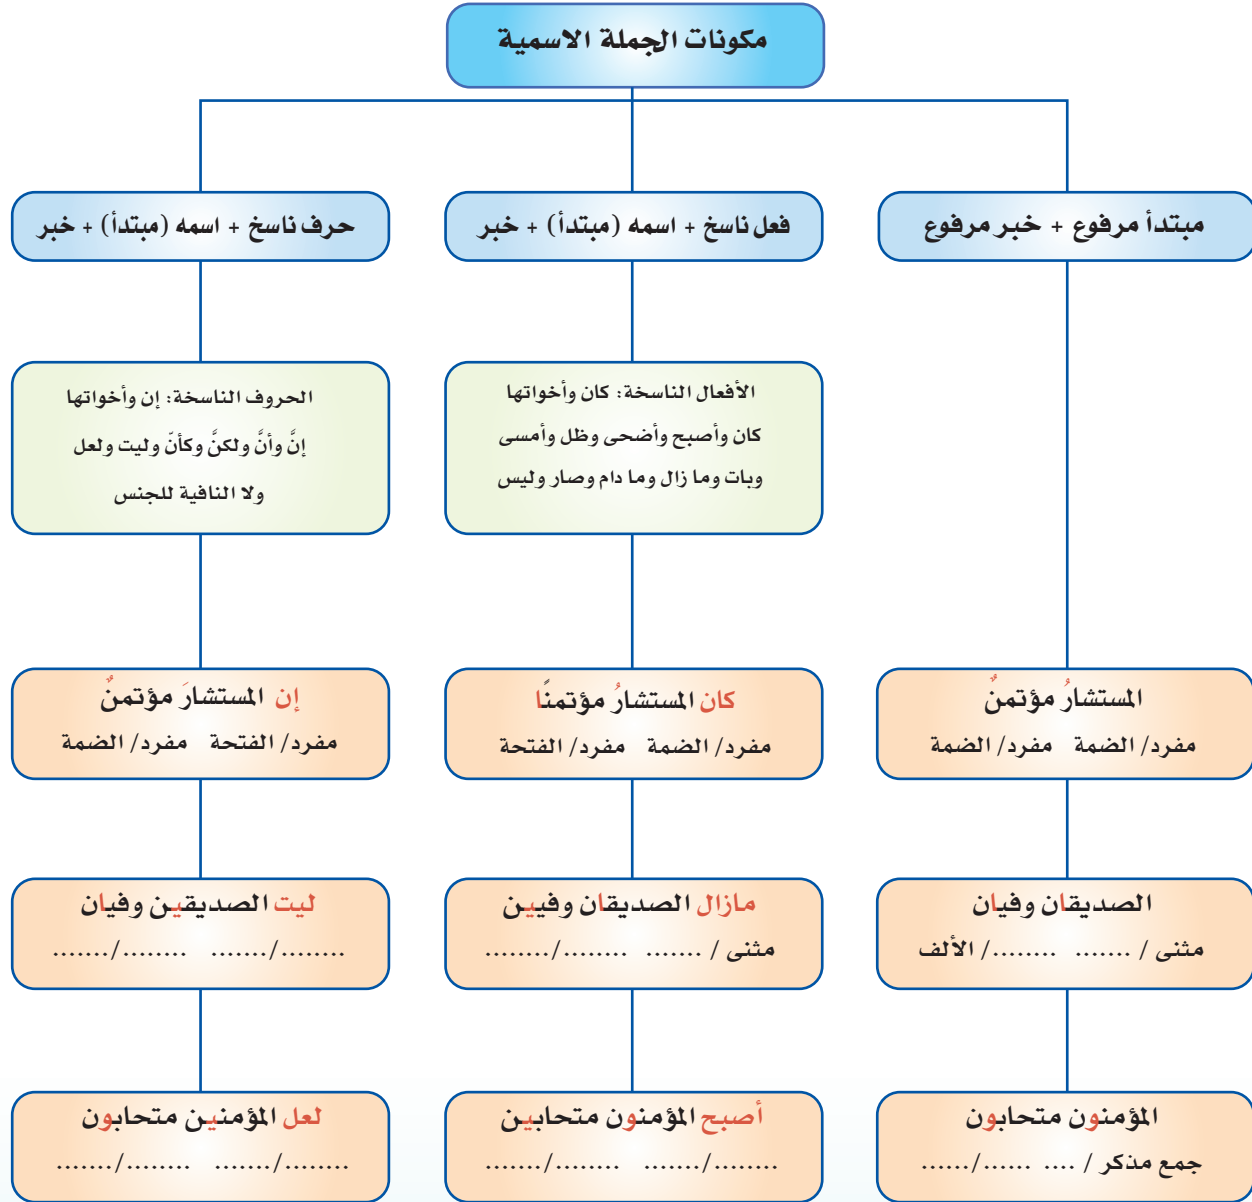 مكونات الجملة الاسمية
مبتدأ مرفوع + خبر مرفوع
فعل ناسخ + اسمه (مبتدأ) + خبر
حرف ناسخ + اسمه (مبتدأ) + خبر
الأفعال الناسخة: كان وأخواتها
كان وأصبح وأضحى وظل وأمسى
وبات وما زال وما دام وصار وليس
الحروف الناسخة: إن وأخواتها
إنَّ وأنَّ ولكنَّ وكأنّ وليت ولعل
ولا النافية للجنس
المستشارُ مؤتمنٌ
مفرد/ الضمة مفرد/ الضمة
كان المستشارُ مؤتمنًا
مفرد/ الضمة مفرد/ الفتحة
إن المستشارَ مؤتمنٌ
مفرد/ الفتحة مفرد/ الضمة
الصديقان وفيان
مثنى / ....... ......../ الألف
مازال الصديقان وفيين
مثنى / ....... ......../.......
ليت الصديقين وفيان
......../....... ......../.......
المؤمنون متحابون
جمع مذكر / .... ....../......
أصبح المؤمنون متحابين
......../....... ......../.......
لعل المؤمنين متحابون
......../....... ......../.......